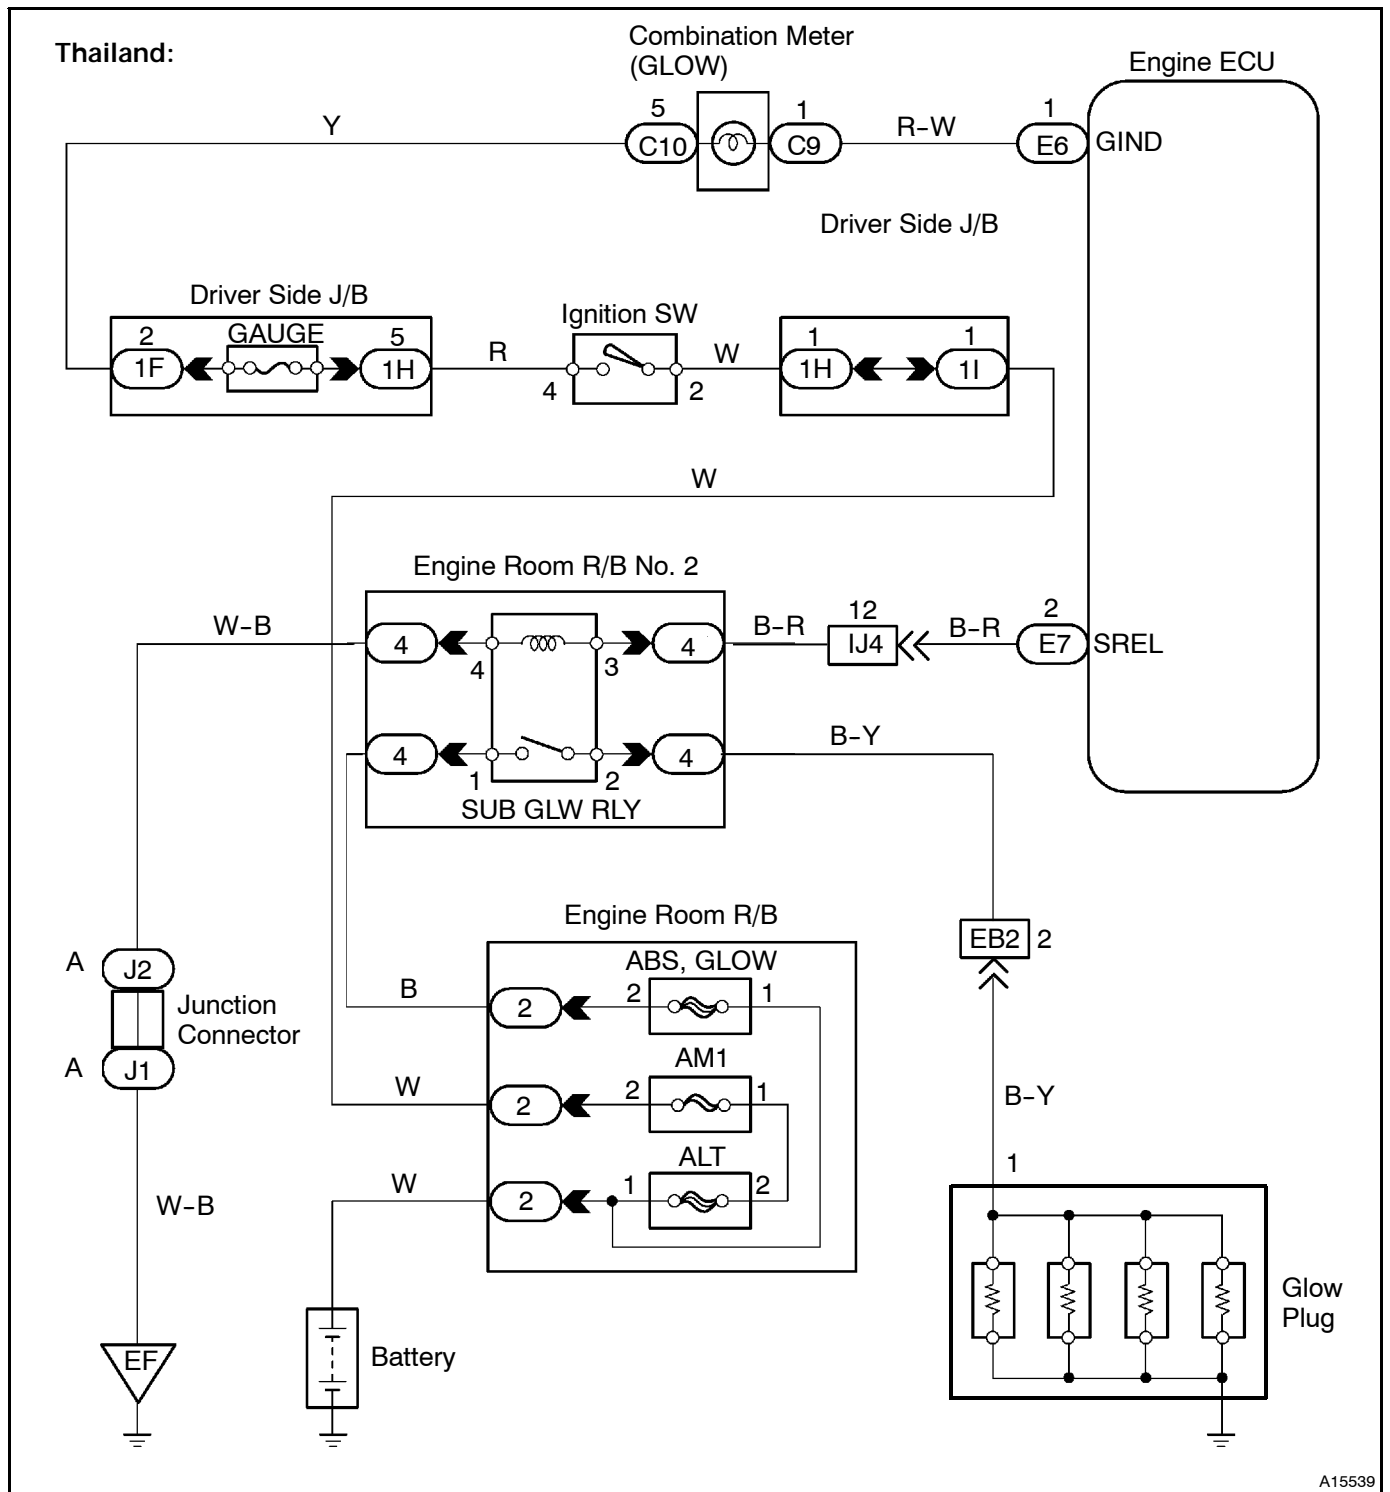 Thailand:
Combination Meter
(GLOW)
Engine ECU
Y
5
C10
1
C9
R-W
1
E6
GIND
Driver Side J/B
Driver Side J/B
2
1F
GAUGE
5
1H
R
Ignition SW
4
2
W
1
1H
1
1I
W
Engine Room R/B No. 2
W-B
4
4
3
4
B-R
12
IJ4
B-R
2
E7
SREL
4
1
2
4
B-Y
SUB GLW RLY
Engine Room R/B
EB2
2
A
J2
Junction
Connector
A
J1
B
2
ABS, GLOW
2
1
W
2
AM1
2
1
B-Y
W
2
ALT
1
2
1
W-B
Glow
Plug
EF
Battery
A15539